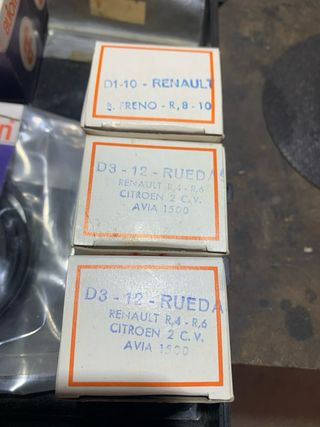 D1-10 - RENAULT
B. FRENO - R,8 - 10
D3 - 12 - RUEDAS
RENAULT R,4 - R,6
CITROEN 2 C.V.
AVIA 1500
D3 - 12 - RUEDA
RENAULT R,4 - R,6
CITROEN 2 C.V.
AVIA 1500